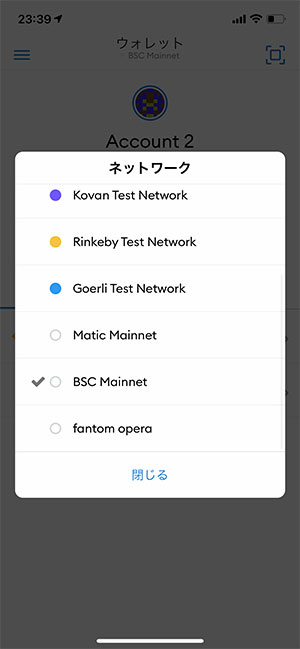 23:39
ウォレット
BSC Mainnet
Account 2
ネットワーク
Kovan Test Network
Rinkeby Test Network
Goerli Test Network
Matic Mainnet
BSC Mainnet
fantom opera
閉じる